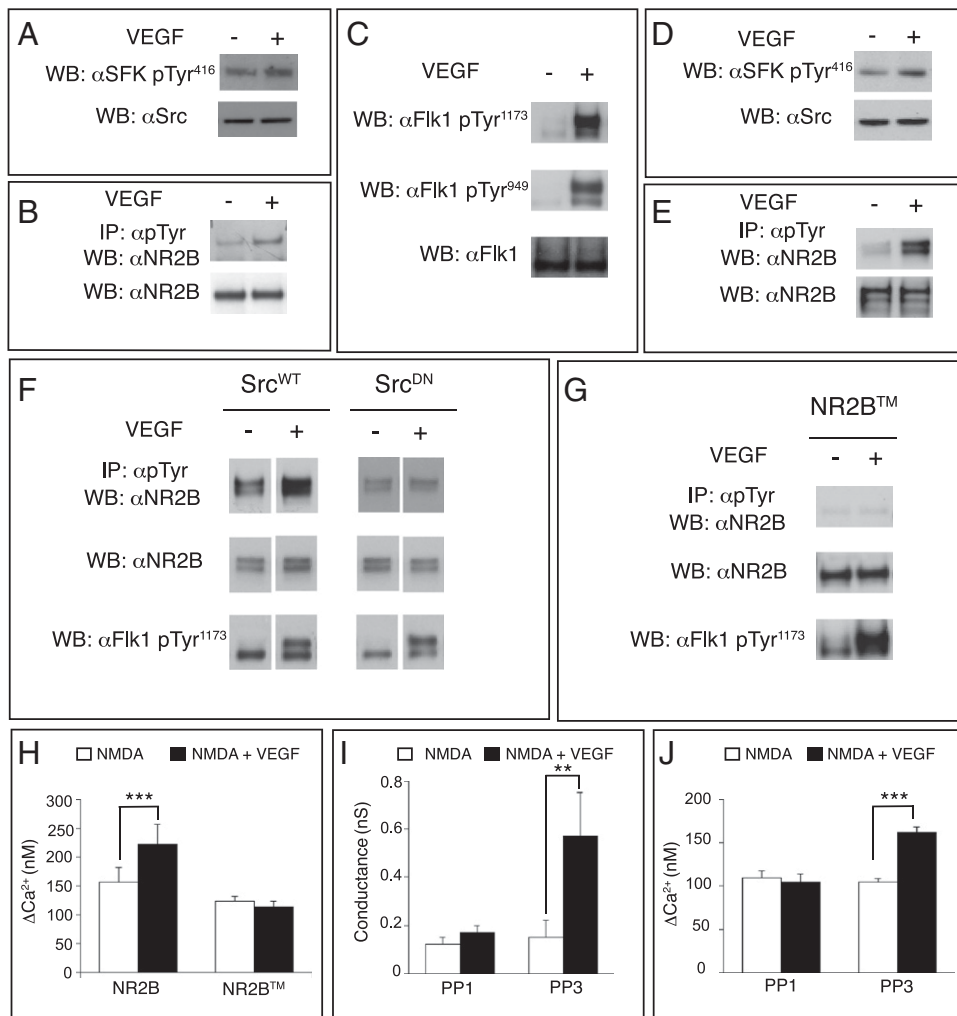 A
VEGF - +
WB: αSFK pTyr⁴¹⁶
WB: αSrc
B
VEGF - +
IP: αpTyr
WB: αNR2B
WB: αNR2B
C
VEGF - +
WB: αFlk1 pTyr¹¹⁷³
WB: αFlk1 pTyr⁹⁴⁹
WB: αFlk1
D
VEGF - +
WB: αSFK pTyr⁴¹⁶
WB: αSrc
E
VEGF - +
IP: αpTyr
WB: αNR2B
WB: αNR2B
F
Srcᵂᵀ Srcᴰᴺ
VEGF - + - +
IP: αpTyr
WB: αNR2B
WB: αNR2B
WB: αFlk1 pTyr¹¹⁷³
G
NR2Bᵀᴹ
VEGF - +
IP: αpTyr
WB: αNR2B
WB: αNR2B
WB: αFlk1 pTyr¹¹⁷³
H
NMDA NMDA + VEGF
ΔCa²⁺ (nM)
300
250
200
150
100
50
0
***
NR2B NR2Bᵀᴹ
I
NMDA NMDA + VEGF
Conductance (nS)
0.8
0.6
0.4
0.2
0
**
PP1 PP3
J
NMDA NMDA + VEGF
ΔCa²⁺ (nM)
200
150
100
50
0
***
PP1 PP3